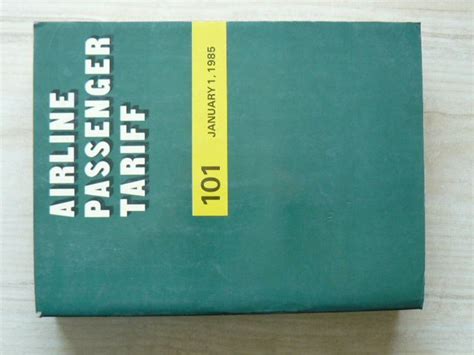 AIRLINE
PASSENGER
TARIFF
101 JANUARY 1, 1985